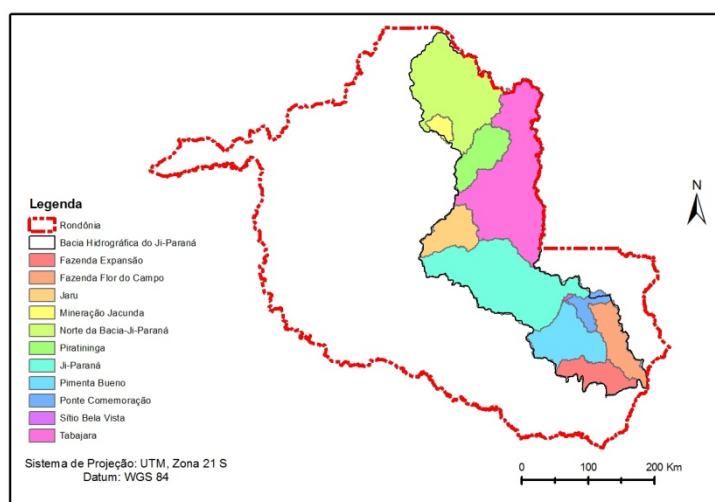 N
Legenda
Rondônia
Bacia Hidrográfica do Ji-Paraná
Fazenda Expansão
Fazenda Flor do Campo
Jaru
Mineração Jacunda
Norte da Bacia-Ji-Paraná
Piratininga
Ji-Paraná
Pimenta Bueno
Ponte Comemoração
Sítio Bela Vista
Tabajara
Sistema de Projeção: UTM, Zona 21 S
Datum: WGS 84
0 100 200 Km